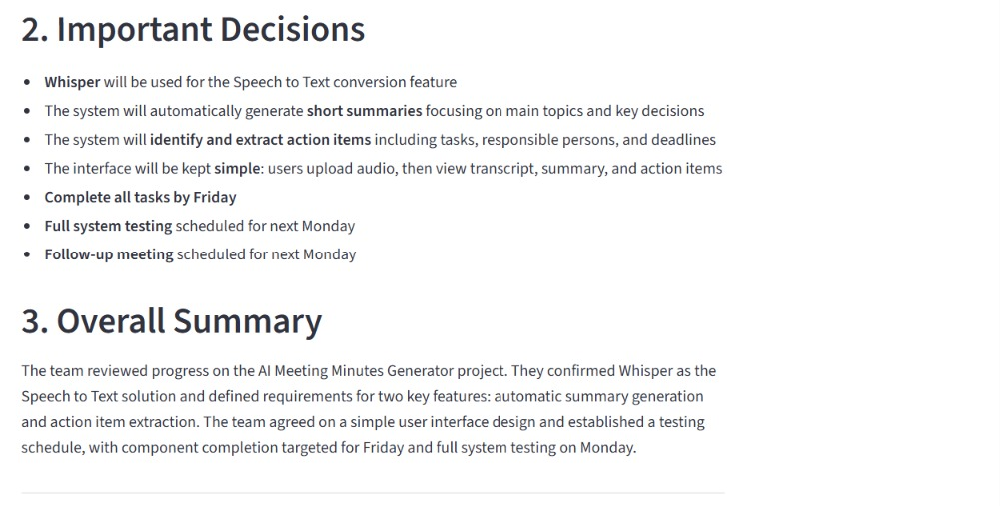 2. Important Decisions
• Whisper will be used for the Speech to Text conversion feature
• The system will automatically generate short summaries focusing on main topics and key decisions
• The system will identify and extract action items including tasks, responsible persons, and deadlines
• The interface will be kept simple: users upload audio, then view transcript, summary, and action items
• Complete all tasks by Friday
• Full system testing scheduled for next Monday
• Follow-up meeting scheduled for next Monday
3. Overall Summary
The team reviewed progress on the AI Meeting Minutes Generator project. They confirmed Whisper as the
Speech to Text solution and defined requirements for two key features: automatic summary generation
and action item extraction. The team agreed on a simple user interface design and established a testing
schedule, with component completion targeted for Friday and full system testing on Monday.